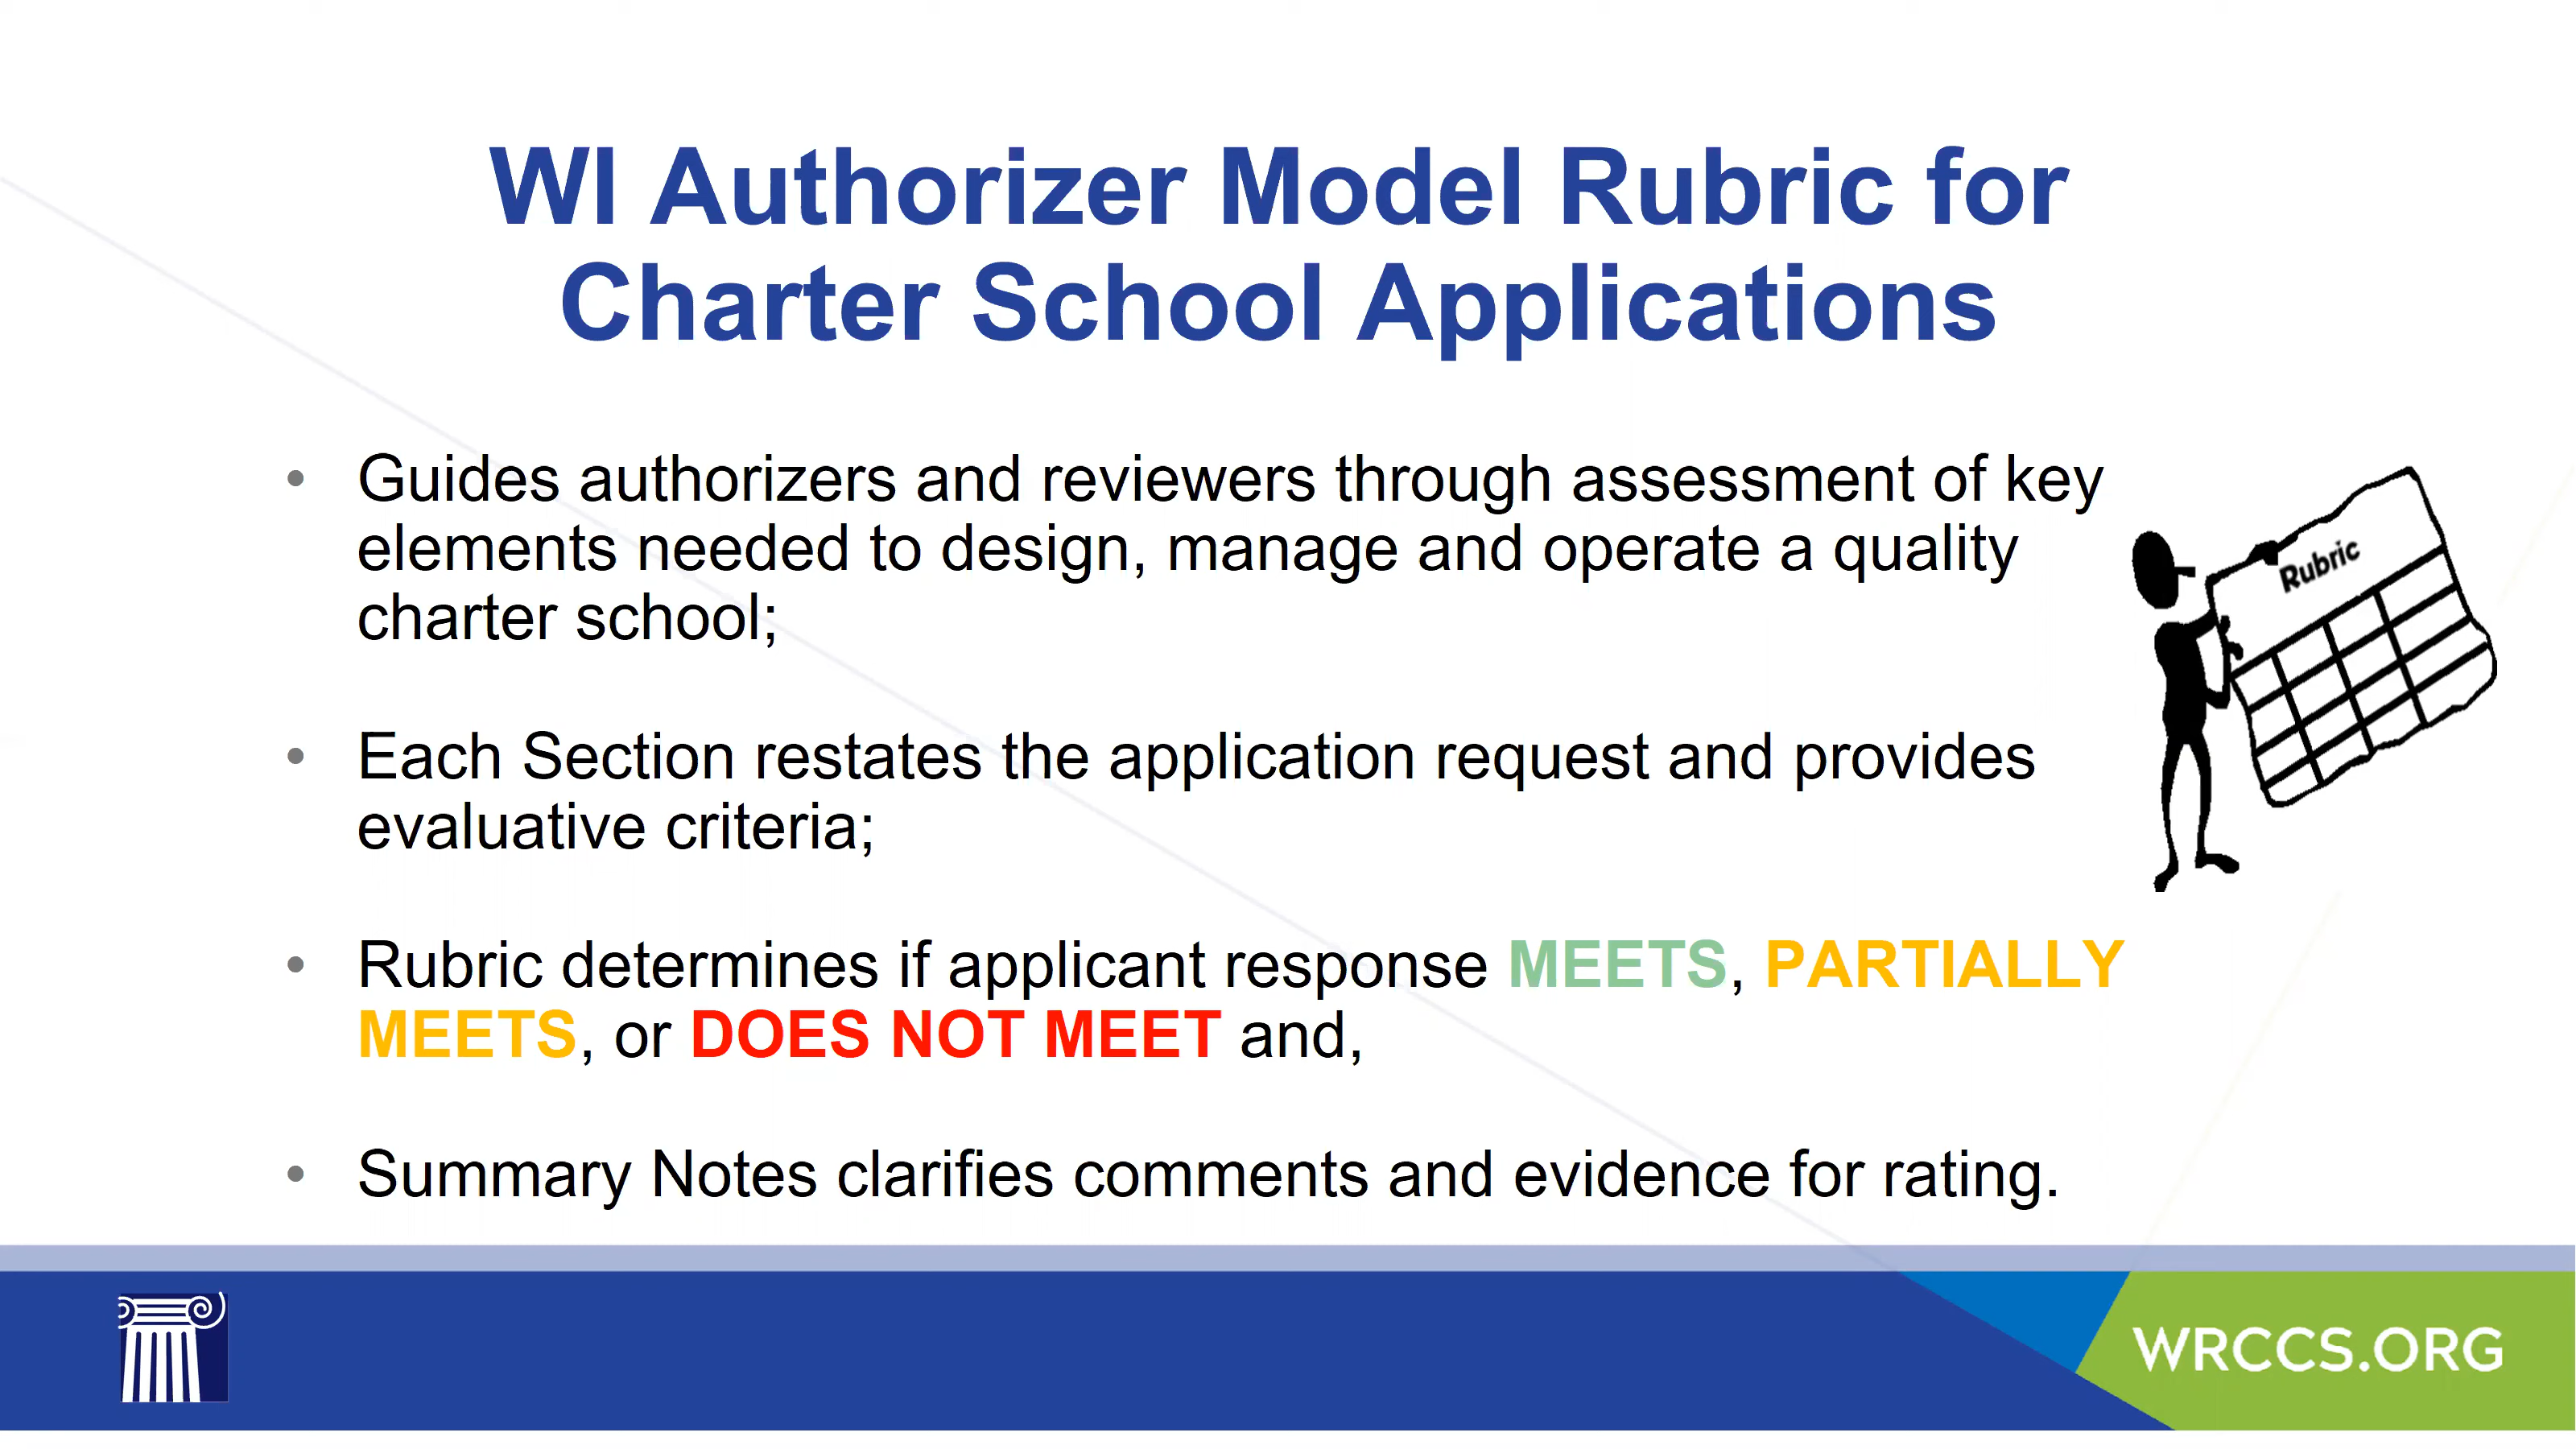 WI Authorizer Model Rubric for
Charter School Applications
• Guides authorizers and reviewers through assessment of key
elements needed to design, manage and operate a quality
charter school;
• Each Section restates the application request and provides
evaluative criteria;
• Rubric determines if applicant response MEETS, PARTIALLY
MEETS, or DOES NOT MEET and,
• Summary Notes clarifies comments and evidence for rating.
Rubric
WRCCS.ORG